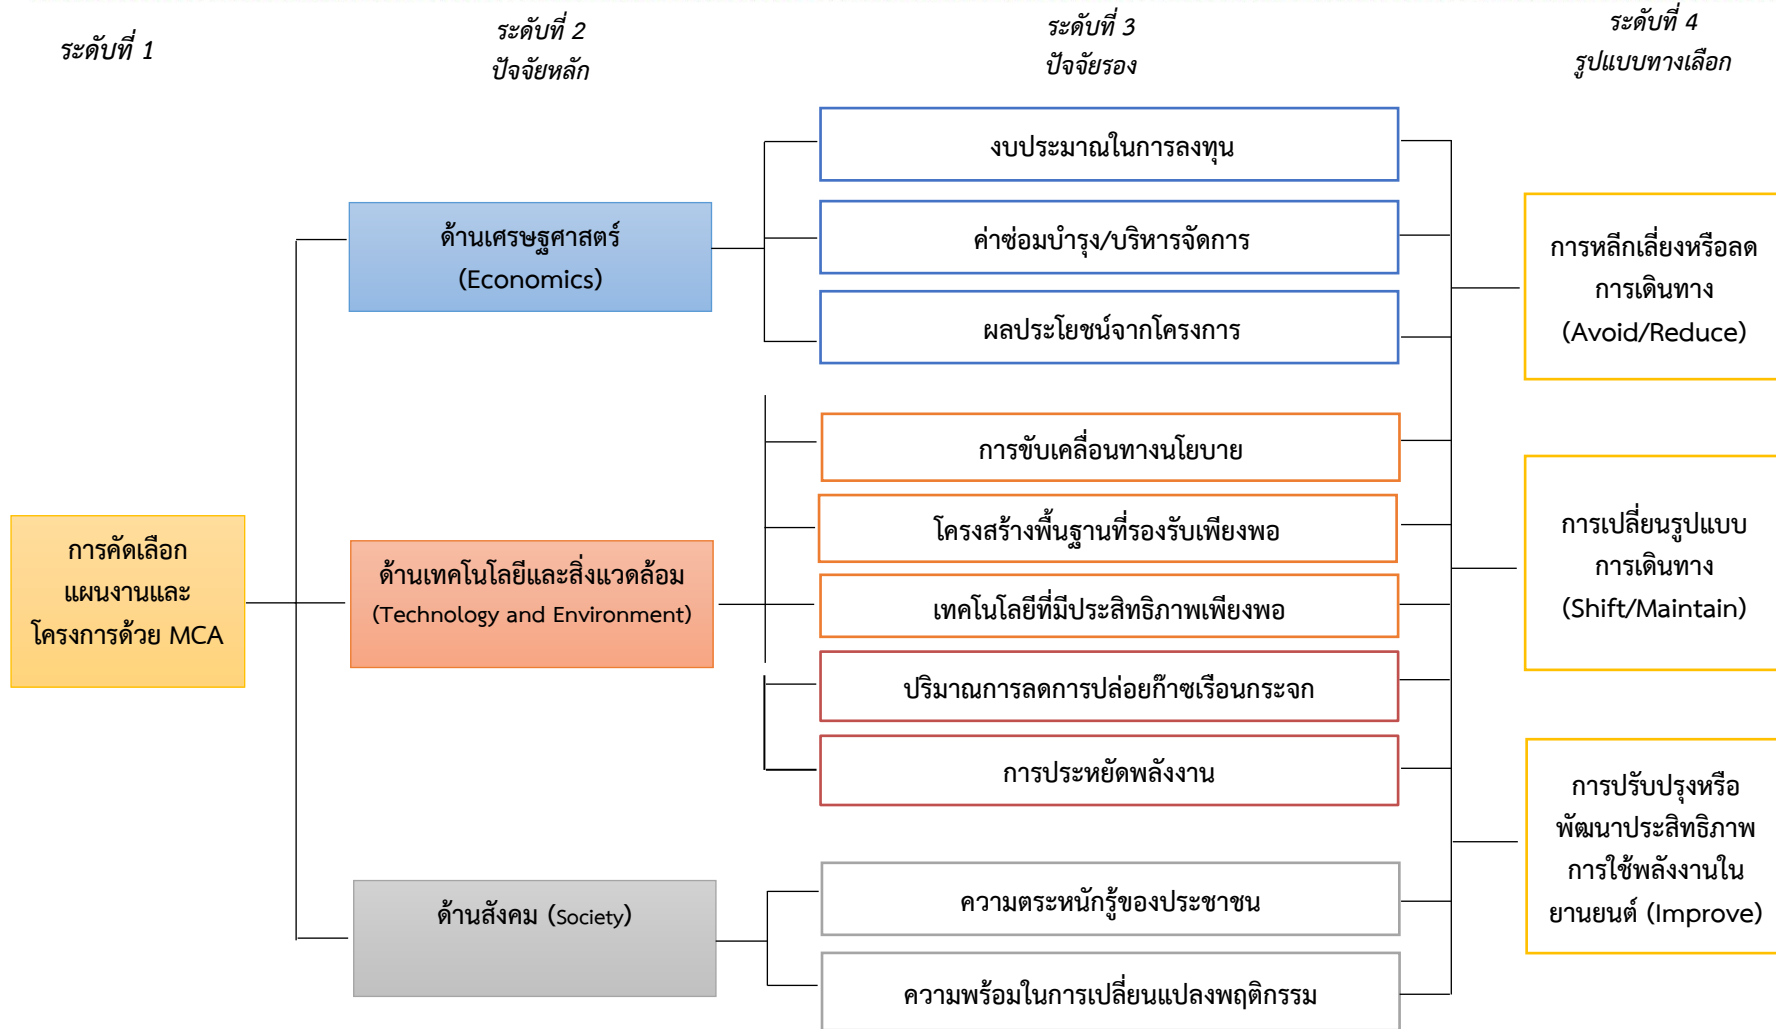 ระดับที่ 1
ระดับที่ 2
ปัจจัยหลัก
ระดับที่ 3
ปัจจัยรอง
ระดับที่ 4
รูปแบบทางเลือก
การคัดเลือก
แผนงานและ
โครงการด้วย MCA
ด้านเศรษฐศาสตร์
(Economics)
ด้านเทคโนโลยีและสิ่งแวดล้อม
(Technology and Environment)
ด้านสังคม (Society)
งบประมาณในการลงทุน
ค่าซ่อมบำรุง/บริหารจัดการ
ผลประโยชน์จากโครงการ
การขับเคลื่อนทางนโยบาย
โครงสร้างพื้นฐานที่รองรับเพียงพอ
เทคโนโลยีที่มีประสิทธิภาพเพียงพอ
ปริมาณการลดการปล่อยก๊าซเรือนกระจก
การประหยัดพลังงาน
ความตระหนักรู้ของประชาชน
ความพร้อมในการเปลี่ยนแปลงพฤติกรรม
การหลีกเลี่ยงหรือลด
การเดินทาง
(Avoid/Reduce)
การเปลี่ยนรูปแบบ
การเดินทาง
(Shift/Maintain)
การปรับปรุงหรือ
พัฒนาประสิทธิภาพ
การใช้พลังงานใน
ยานยนต์ (Improve)